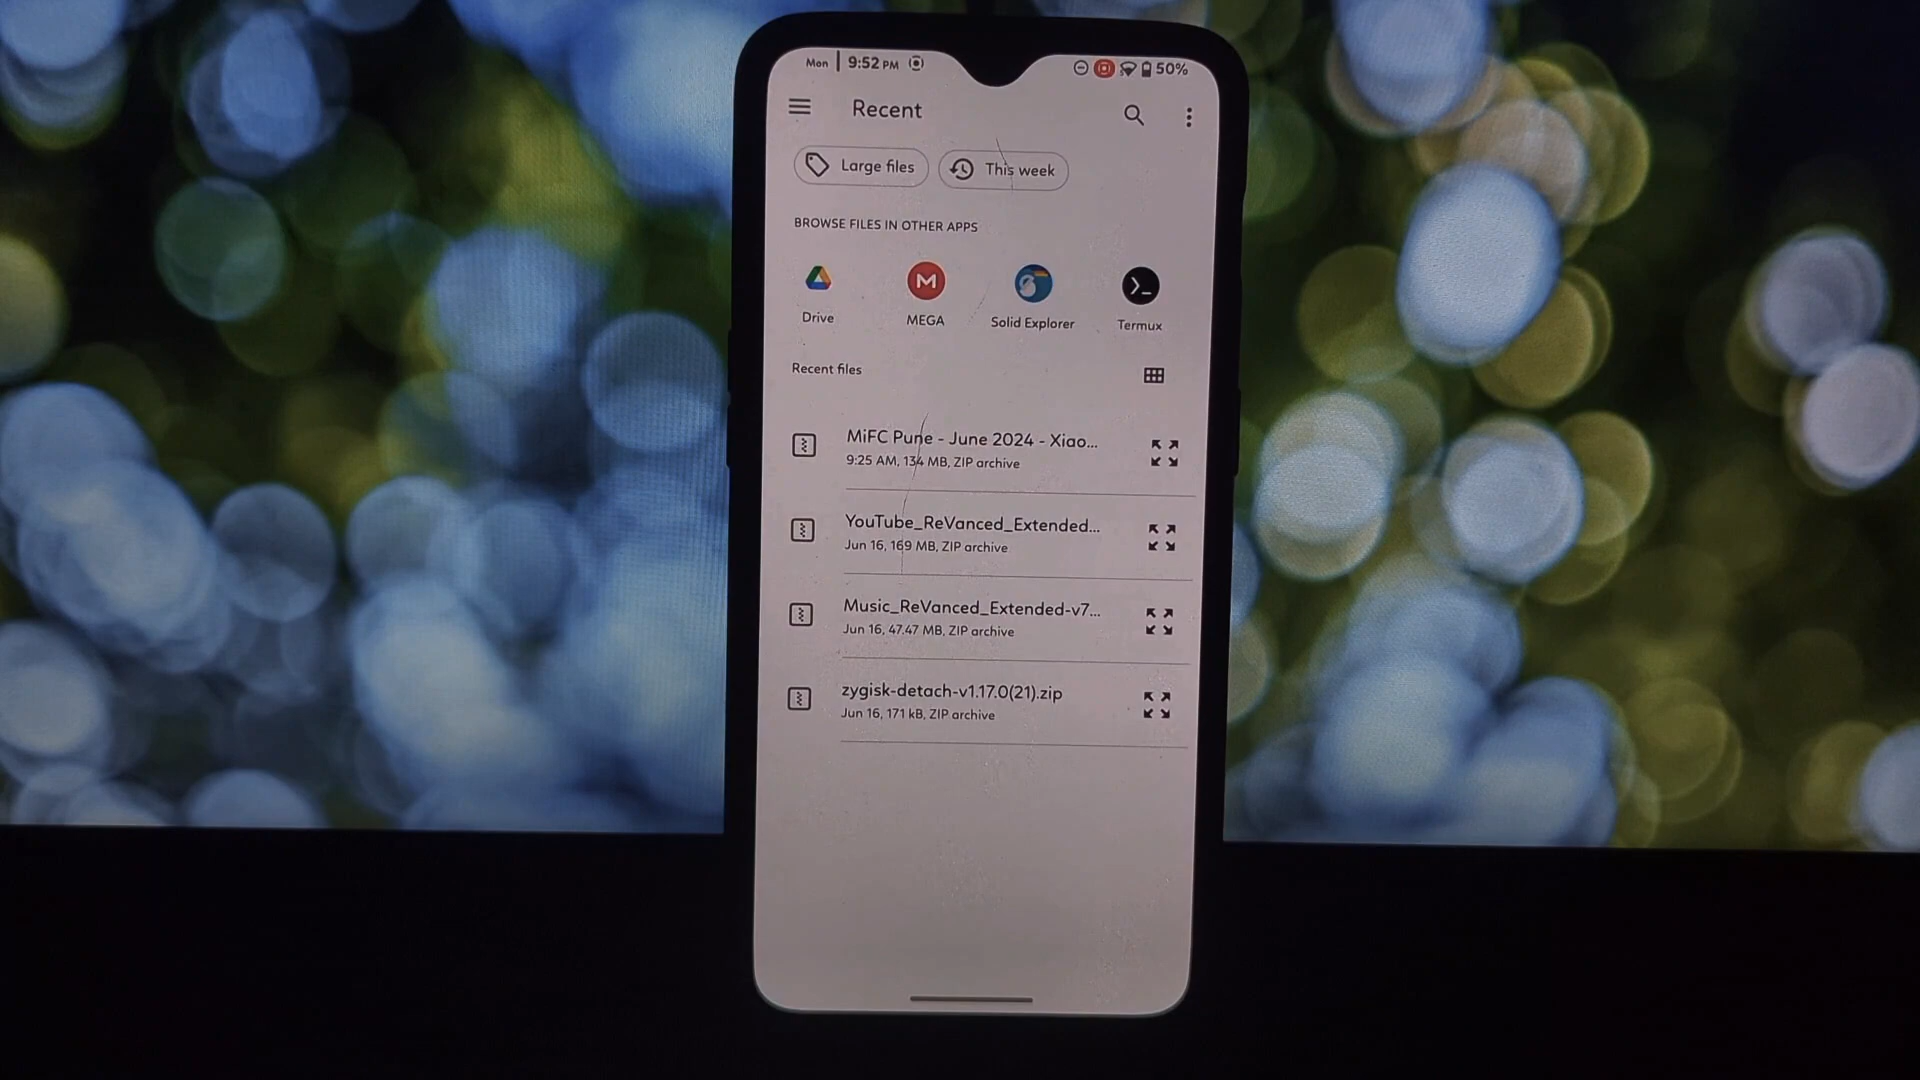 Mon | 9:52 PM 50%
Recent
Large files This week
BROWSE FILES IN OTHER APPS
Drive MEGA Solid Explorer Termux
Recent files
MiFC Pune - June 2024 - Xiao...
9:25 AM, 134 MB, ZIP archive
YouTube_ReVanced_Extended...
Jun 16, 169 MB, ZIP archive
Music_ReVanced_Extended-v7...
Jun 16, 47.47 MB, ZIP archive
zygisk-detach-v1.17.0(21).zip
Jun 16, 171 kB, ZIP archive